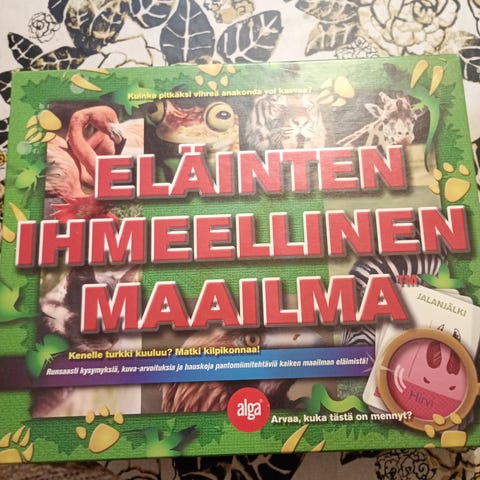 Kuinka pitkäksi vihreä anakonda voi kasvaa?
ELÄINTEN
IHMEELLINEN
MAAILMA
JALANJÄLKI
Kenelle turkki kuuluu? Matki kilpikonnaa!
Runsaasti kysymyksiä, kuva-arvoituksia ja hauskoja pantomiimitehtäviä kaiken maailman eläimistä!
Hirvi
alga
Arvaa, kuka tästä on mennyt?